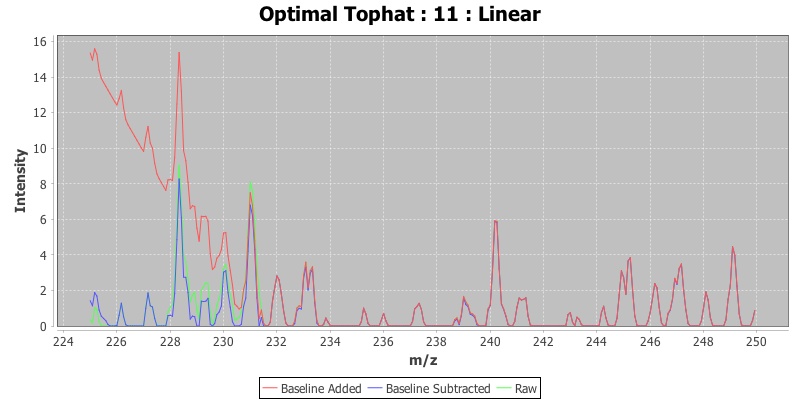 Optimal Tophat : 11 : Linear
16
14
12
10
8
6
4
2
0
Intensity
224 226 228 230 232 234 236 238 240 242 244 246 248 250
m/z
Baseline Added Baseline Subtracted Raw